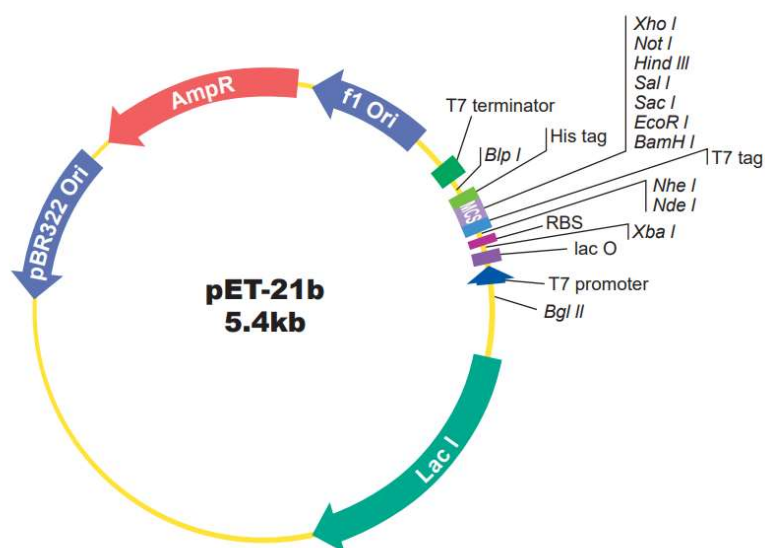 Xho I
Not I
Hind III
Sal I
Sac I
EcoR I
BamH I
T7 tag
Nhe I
Nde I
Xba I
AmpR
f1 Ori
T7 terminator
His tag
Blp I
MCS
RBS
lac O
T7 promoter
Bgl II
pBR322 Ori
pET-21b
5.4kb
Lac I